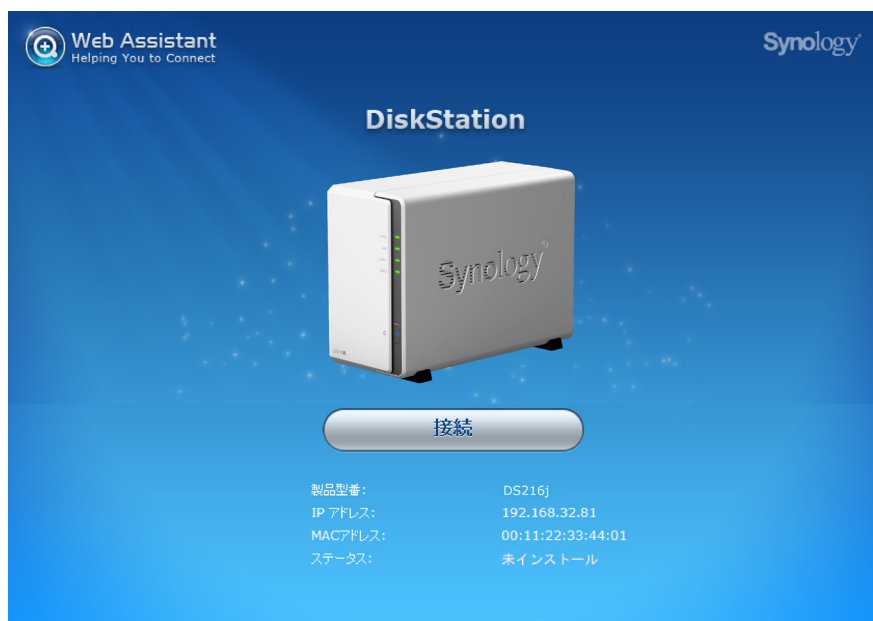 Web Assistant
Helping You to Connect
Synology
DiskStation
Synology
接続
製品型番: DS216j
IP アドレス: 192.168.32.81
MACアドレス: 00:11:22:33:44:01
ステータス: 未インストール